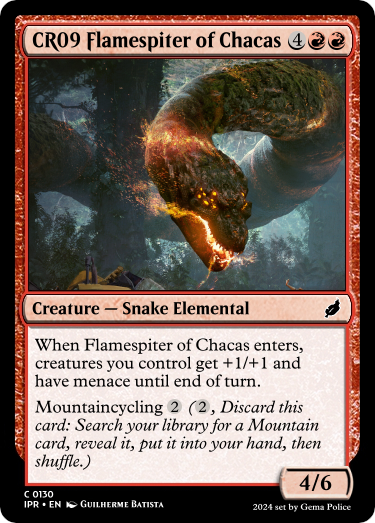 CR09 Flamespiter of Chacas 4
Creature — Snake Elemental
When Flamespiter of Chacas enters,
creatures you control get +1/+1 and
have menace until end of turn.
Mountaincycling 2 (2, Discard this
card: Search your library for a Mountain
card, reveal it, put it into your hand, then
shuffle.)
4/6
C 0130
IPR • EN Guilherme Batista
2024 set by Gema Police